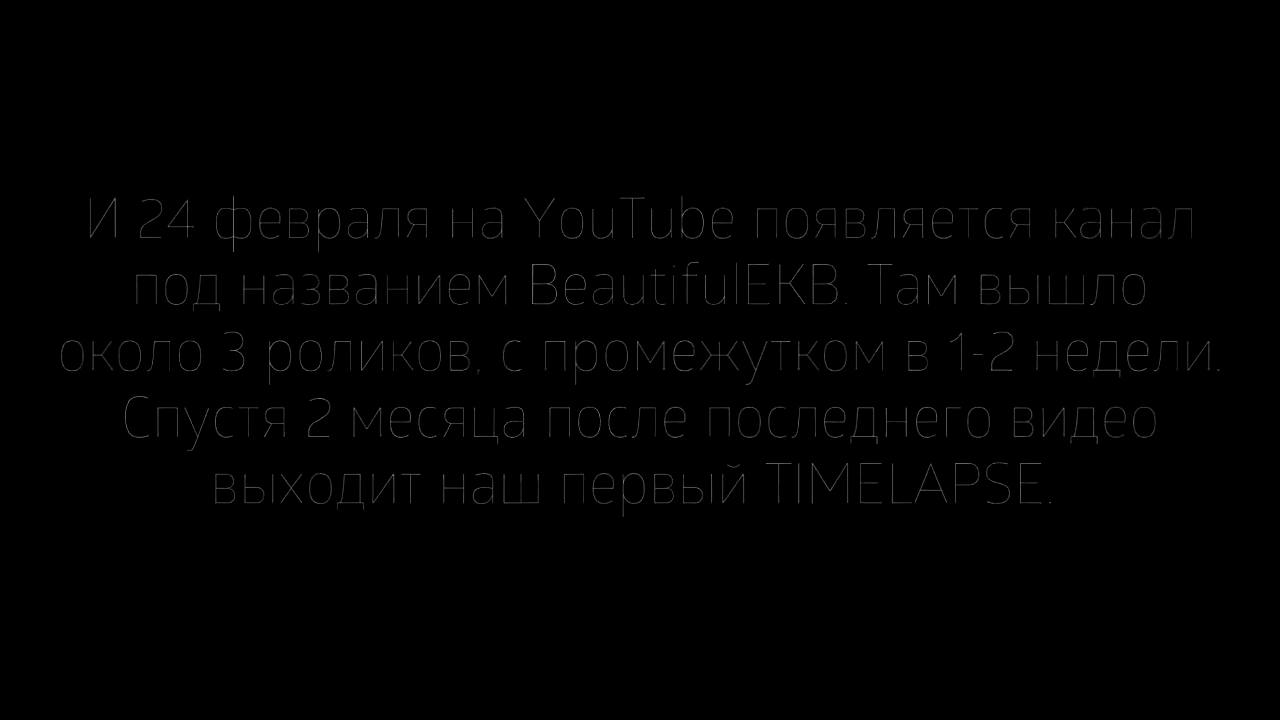 И 24 февраля на YouTube появляется канал
под названием BeautifulEKB. Там вышло
около 3 роликов, с промежутком в 1-2 недели.
Спустя 2 месяца после последнего видео
выходит наш первый TIMELAPSE.